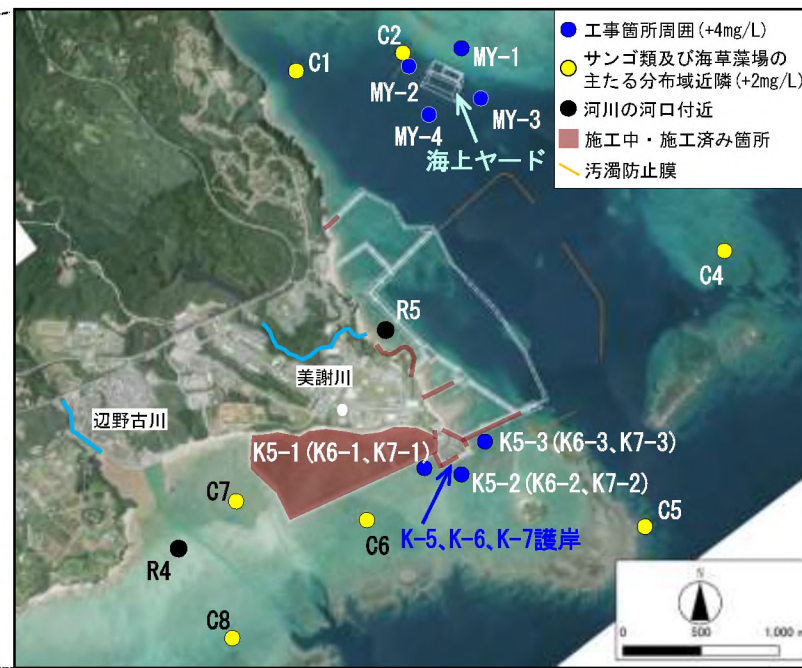 工事箇所周囲(+4mg/L)
サンゴ類及び海草藻場の
主たる分布域近隣(+2mg/L)
河川の河口付近
施工中・施工済み箇所
汚濁防止膜
C1
C2
MY-1
MY-2
MY-3
MY-4
海上ヤード
C4
R5
美謝川
辺野古川
K5-1(K6-1、K7-1)
K5-3(K6-3、K7-3)
K5-2(K6-2、K7-2)
C7
C6
K-5、K-6、K-7護岸
C5
R4
C8
N
0 500 1,000 m